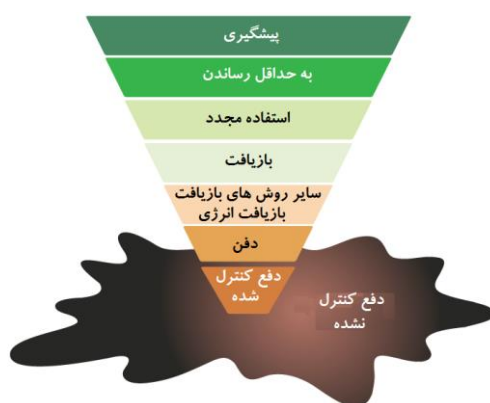 پیشگیری
به حداقل رساندن
استفاده مجدد
بازیافت
سایر روش های بازیافت
بازیافت انرژی
دفن
دفع کنترل
شده
دفع کنترل
نشده